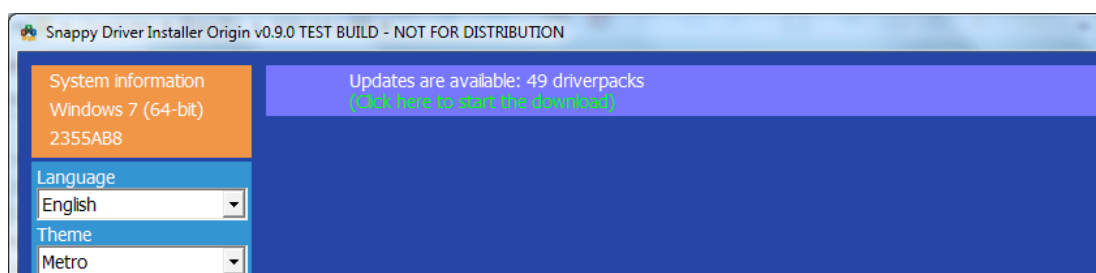 Snappy Driver Installer Origin v0.9.0 TEST BUILD - NOT FOR DISTRIBUTION
System information
Windows 7 (64-bit)
2355AB8
Updates are available: 49 driverpacks
(Click here to start the download)
Language
English
Theme
Metro